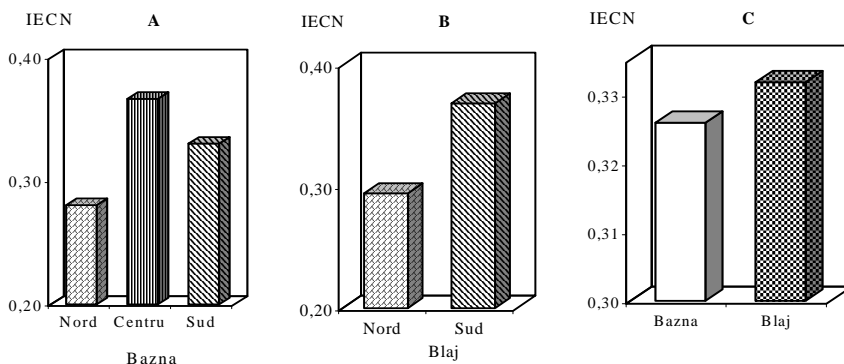 IECN A
0,40
0,30
0,20
Nord Centru Sud
Bazna
IECN B
0,40
0,30
0,20
Nord Sud
Blaj
IECN C
0,33
0,32
0,31
0,30
Bazna Blaj